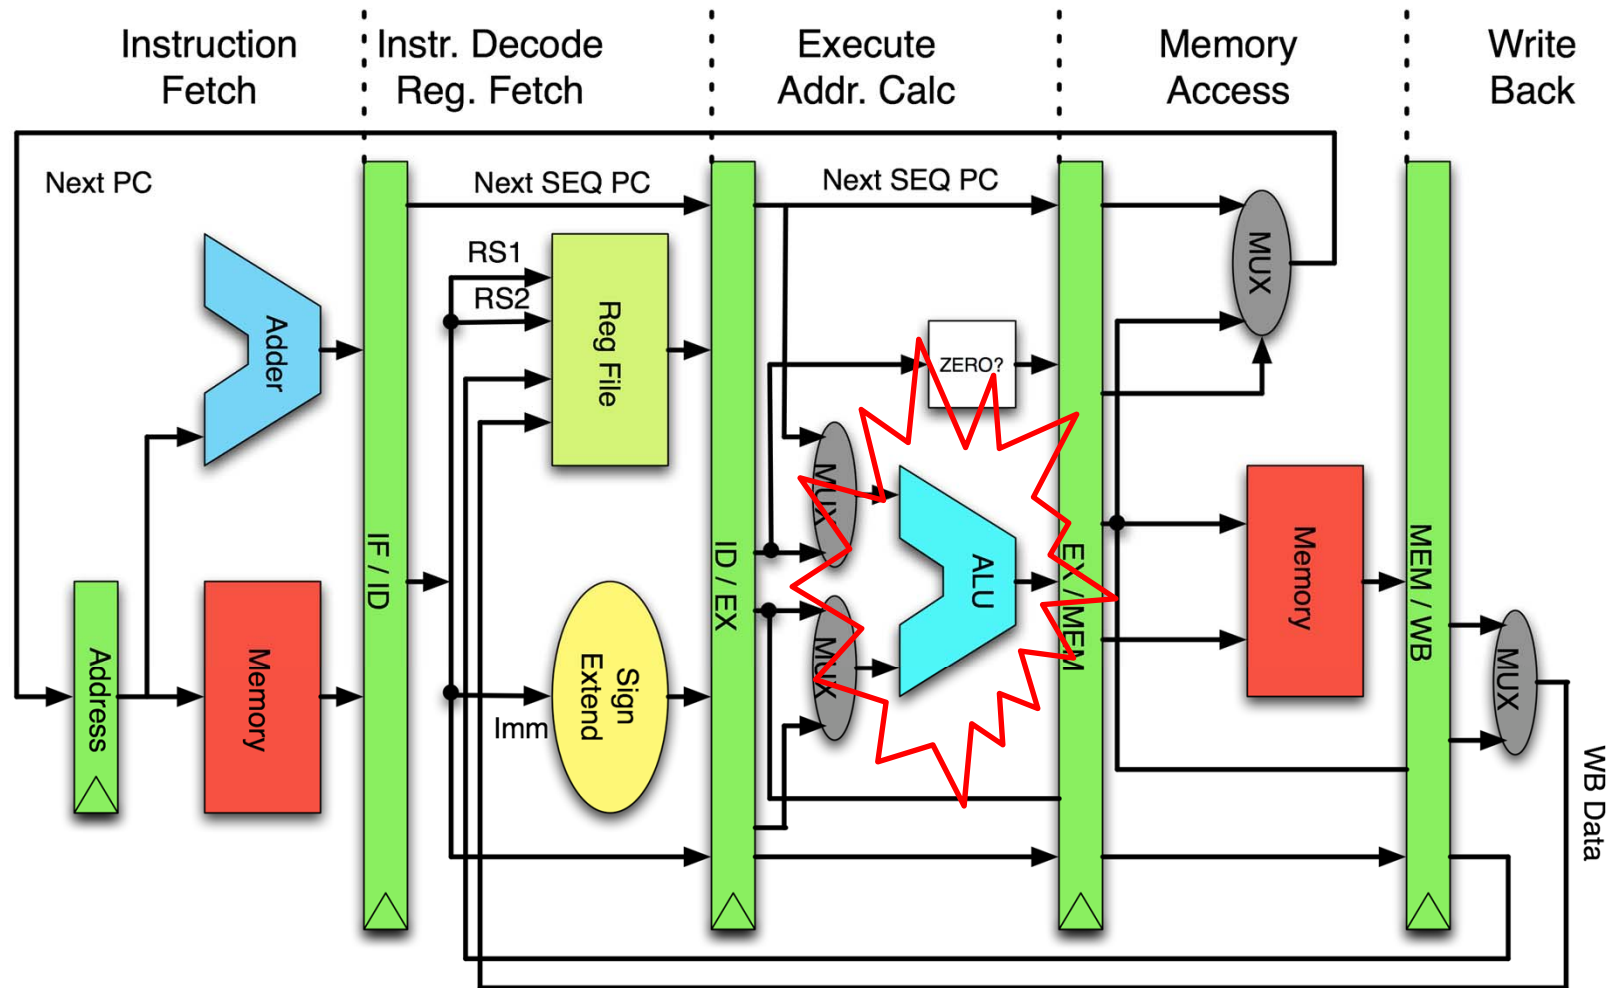 Instruction
Fetch
Instr. Decode
Reg. Fetch
Execute
Addr. Calc
Memory
Access
Write
Back
Next PC
Next SEQ PC
Next SEQ PC
RS1
RS2
Adder
Reg File
MUX
ZERO?
MUX
IF / ID
ID / EX
ALU
EX / MEM
Memory
MEM / WB
MUX
Address
Memory
Imm
Sign
Extend
MUX
MUX
WB Data